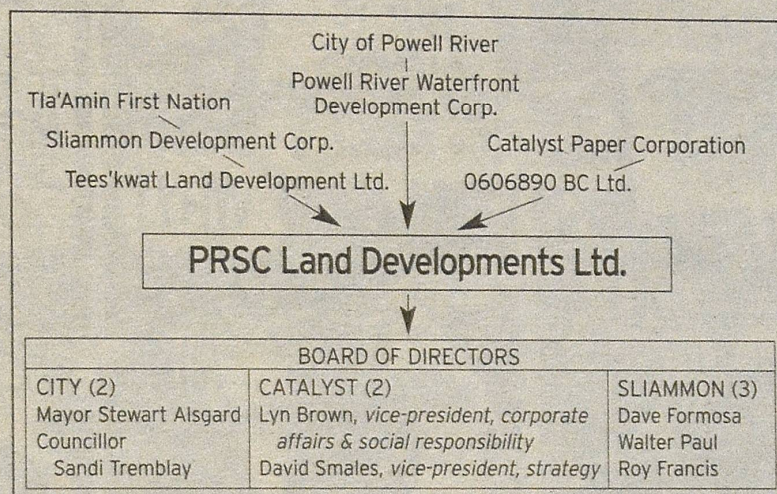 City of Powell River
Powell River Waterfront
Development Corp.
Tla'Amin First Nation
Sliammon Development Corp.
Tees'kwat Land Development Ltd.
Catalyst Paper Corporation
0606890 BC Ltd.
PRSC Land Developments Ltd.
BOARD OF DIRECTORS
CITY (2)
Mayor Stewart Alsgard
Councillor
Sandi Tremblay
CATALYST (2)
Lyn Brown, vice-president, corporate
affairs & social responsibility
David Smales, vice-president, strategy
SLIAMMON (3)
Dave Formosa
Walter Paul
Roy Francis